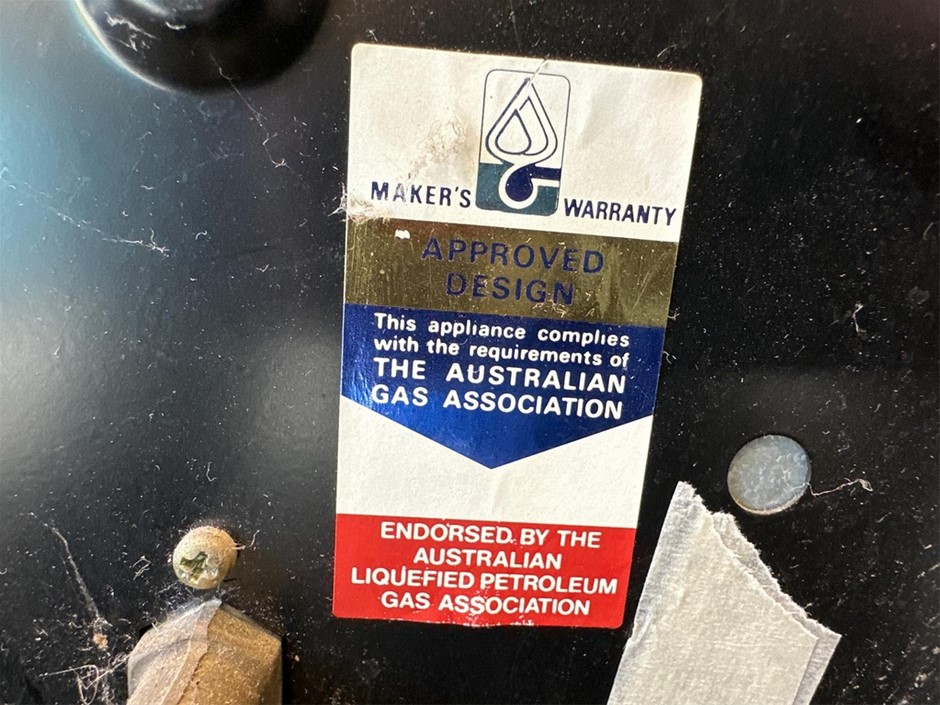 MAKER'S WARRANTY
APPROVED
DESIGN
This appliance complies
with the requirements of
THE AUSTRALIAN
GAS ASSOCIATION
ENDORSED BY THE
AUSTRALIAN
LIQUEFIED PETROLEUM
GAS ASSOCIATION